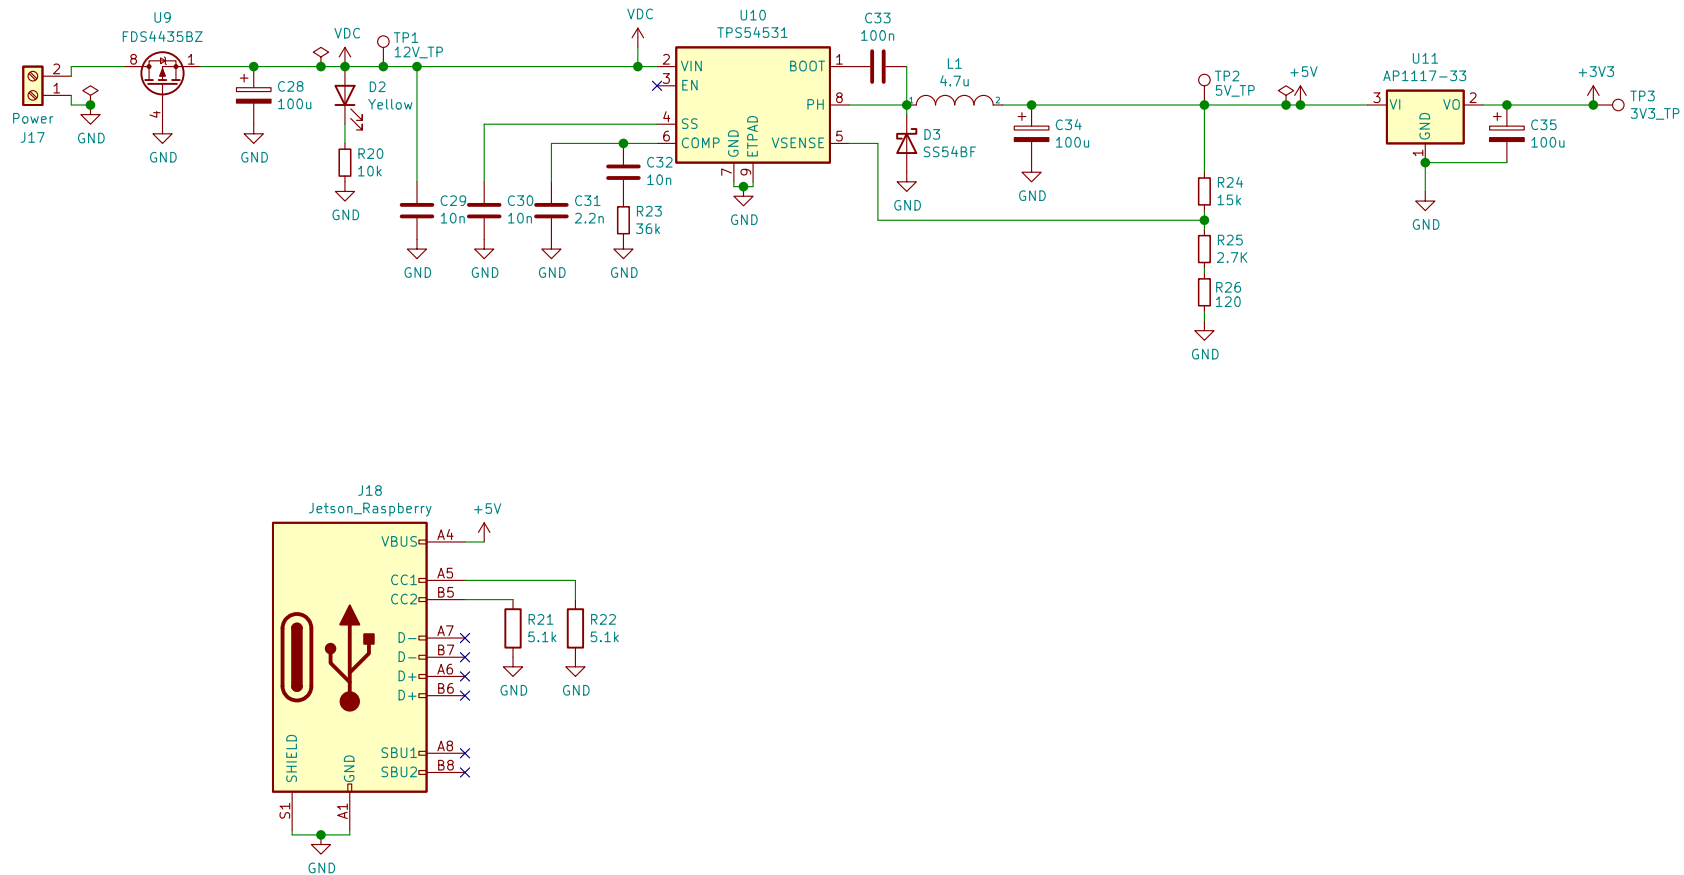 U9
FDS4435BZ
8
1
4
GND
2
1
Power
J17
GND
C28
100u
GND
VDC
TP1
12V_TP
D2
Yellow
R20
10k
GND
C29
10n
GND
C30
10n
GND
C31
2.2n
GND
C32
10n
R23
36k
GND
VDC
U10
TPS54531
2
VIN
3
EN
4
SS
6
COMP
BOOT
1
PH
8
VSENSE
5
GND
ETPAD
7
9
GND
C33
100n
L1
4.7u
1
2
D3
SS54BF
GND
C34
100u
GND
TP2
5V_TP
R24
15k
R25
2.7K
R26
120
GND
+5V
U11
AP1117-33
3
VI
VO
2
GND
1
GND
C35
100u
+3V3
TP3
3V3_TP
J18
Jetson_Raspberry
VBUS
A4
+5V
CC1
A5
CC2
B5
D-
A7
D-
B7
D+
A6
D+
B6
SBU1
A8
SBU2
B8
SHIELD
GND
S1
A1
GND
R21
5.1k
GND
R22
5.1k
GND